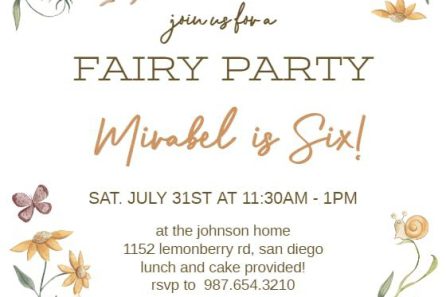 join us for a
FAIRY PARTY
Mirabel is Six!
SAT. JULY 31ST AT 11:30AM - 1PM
at the johnson home
1152 lemonberry rd, san diego
lunch and cake provided!
rsvp to 987.654.3210